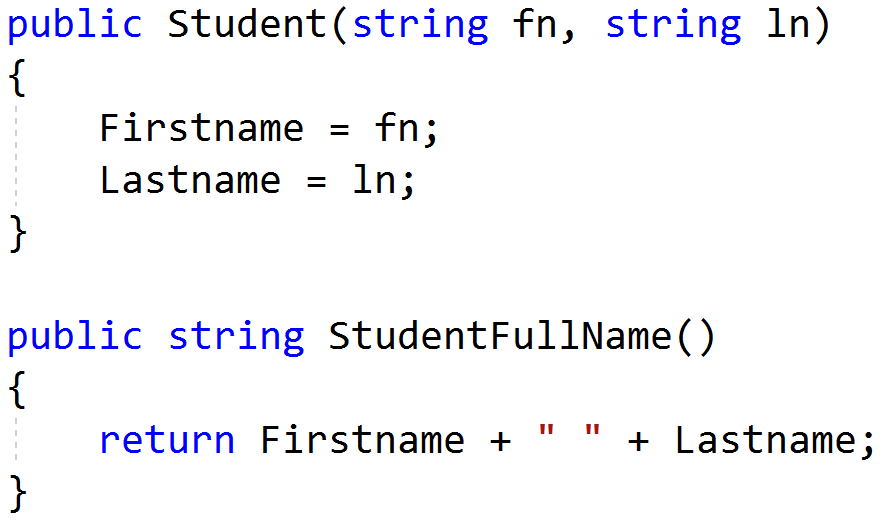 public Student(string fn, string ln)
{
    Firstname = fn;
    Lastname = ln;
}
public string StudentFullName()
{
    return Firstname + " " + Lastname;
}